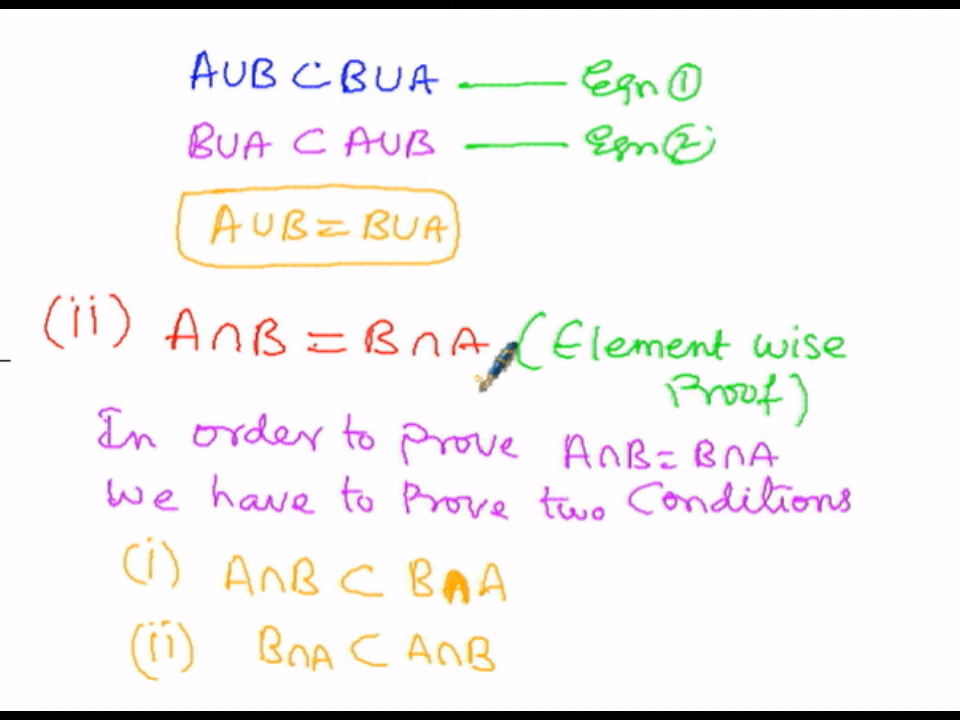 A∪B ⊂ B∪A —— Eqn ①
B∪A ⊂ A∪B —— Eqn ②
A∪B = B∪A
(ii) A∩B = B∩A (Element wise
Proof)
In order to prove A∩B = B∩A
We have to Prove two Conditions
(i) A∩B ⊂ B∩A
(ii) B∩A ⊂ A∩B